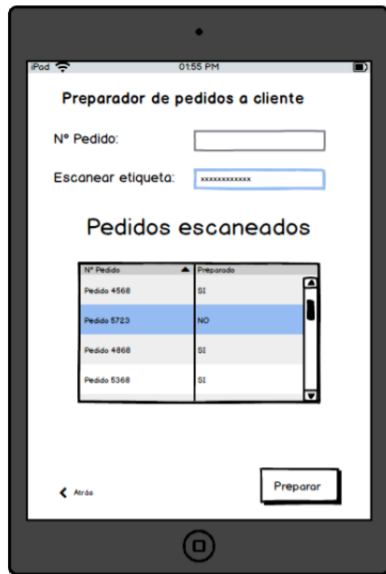 iPad 01:55 PM
Preparador de pedidos a cliente
Nº Pedido:
Escanear etiqueta: xxxxxxxxxxxx
Pedidos escaneados
Nº Pedido Preparado
Pedido 4568 SI
Pedido 5723 NO
Pedido 4868 SI
Pedido 5368 SI
Atrás Preparar